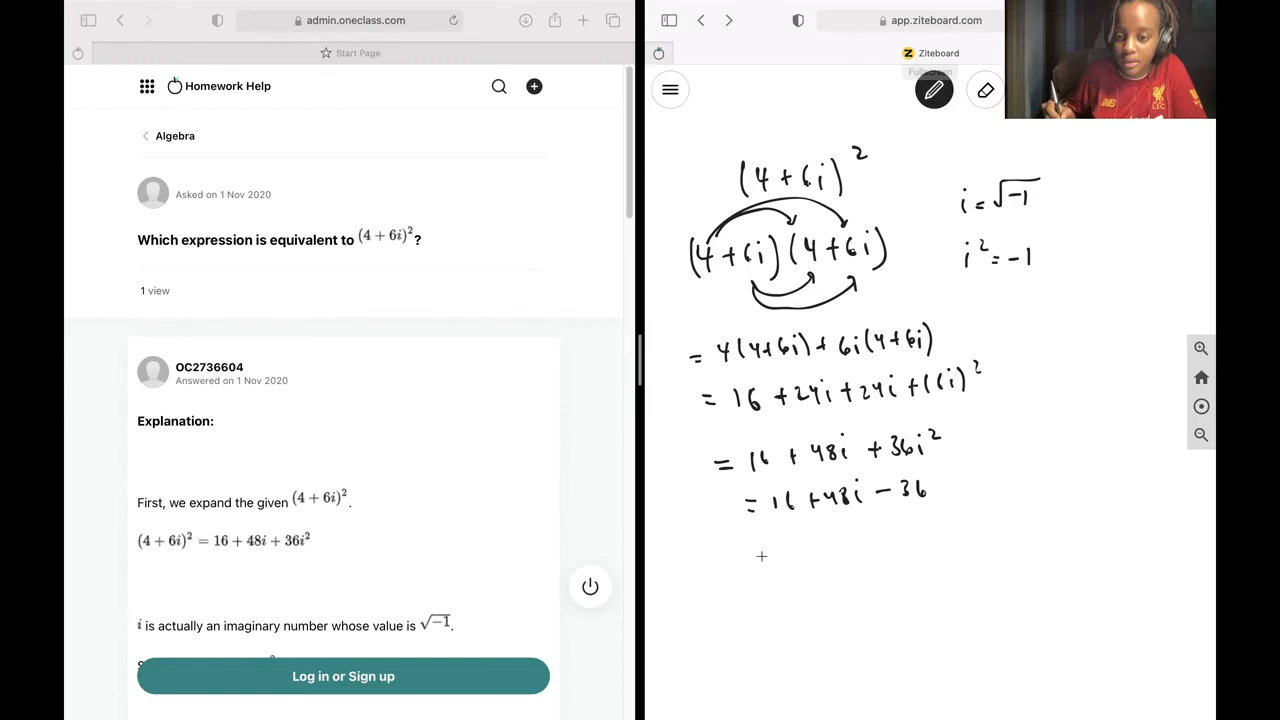 admin.oneclass.com
Start Page
Homework Help
Algebra
Asked on 1 Nov 2020
Which expression is equivalent to (4 + 6i)²?
1 view
OC2736604
Answered on 1 Nov 2020
Explanation:
First, we expand the given (4 + 6i)².
(4 + 6i)² = 16 + 48i + 36i²
i is actually an imaginary number whose value is √−1.
Log in or Sign up
app.ziteboard.com
Z Ziteboard
Fullscreen
(4 + 6i)²
(4 + 6i)(4 + 6i)
i = √−1
i² = −1
= 4(4+6i) + 6i(4+6i)
= 16 + 24i + 24i + (6i)²
= 16 + 48i + 36i²
= 16 + 48i − 36